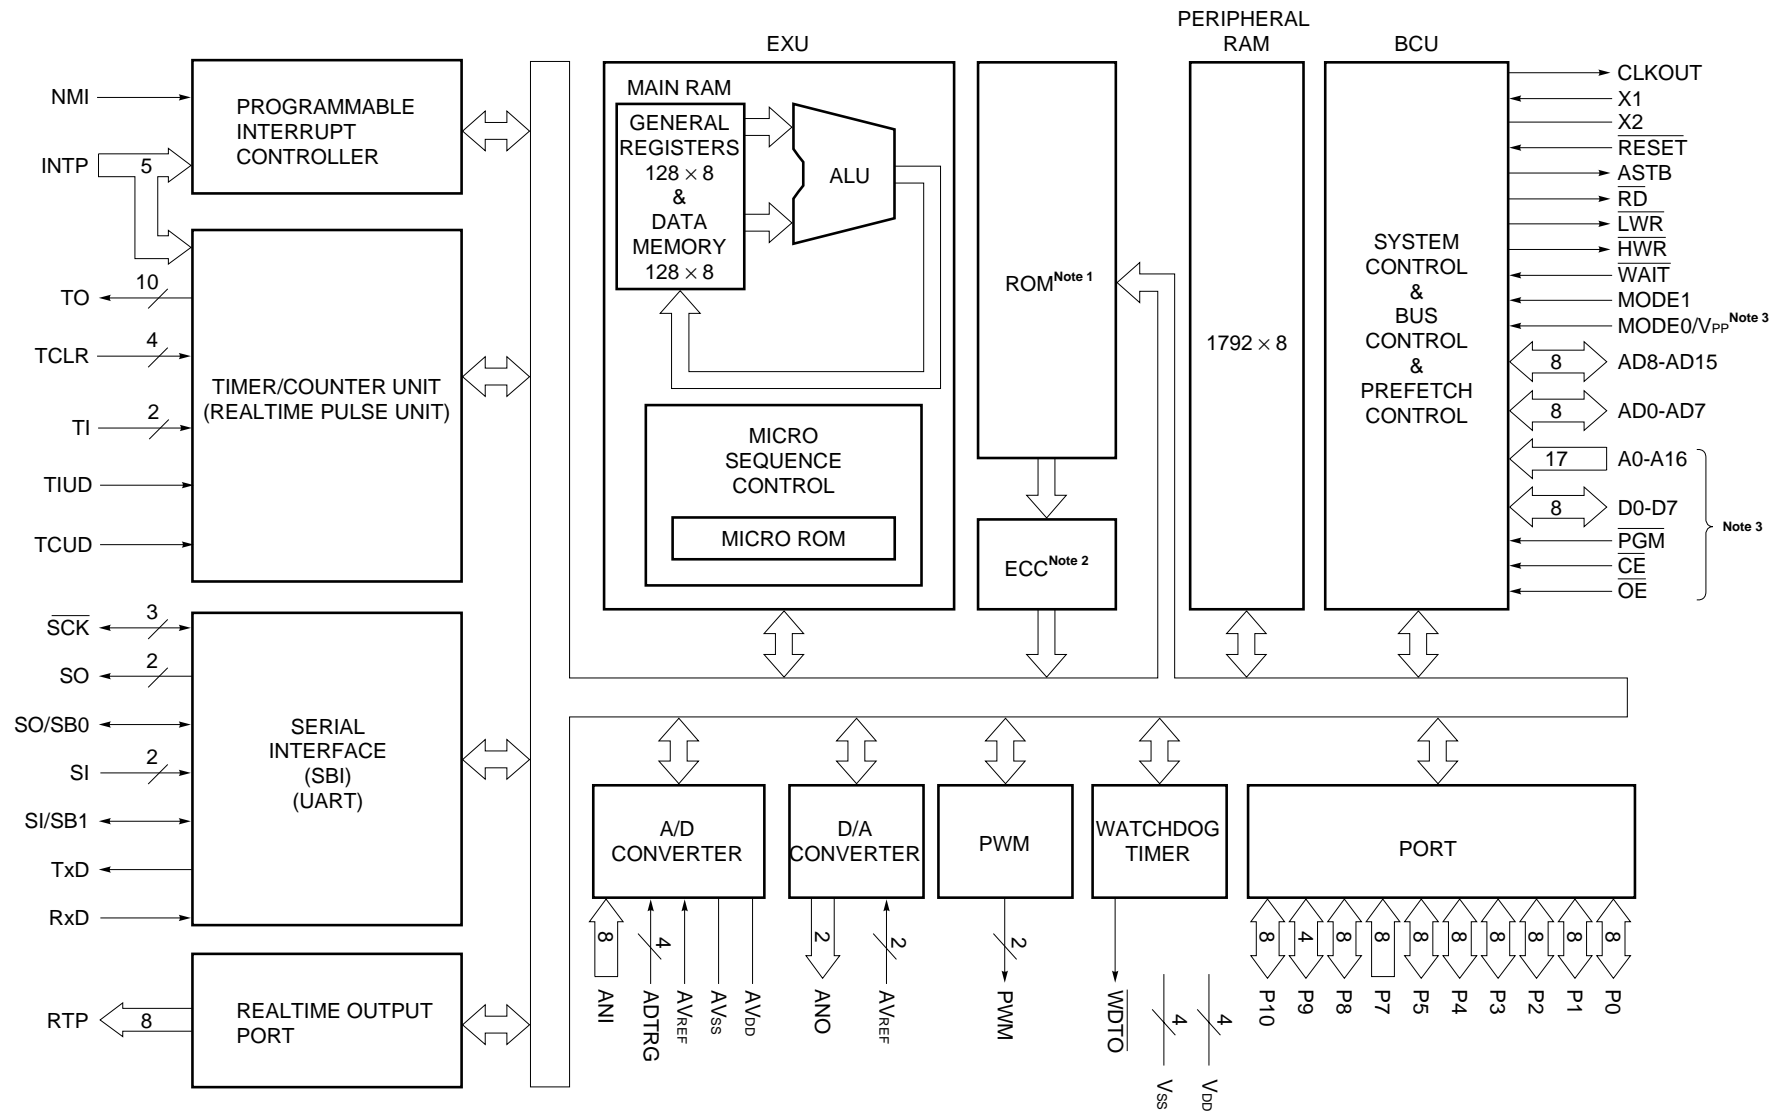 PERIPHERAL
RAM
EXU
BCU
NMI
INTP
5
PROGRAMMABLE
INTERRUPT
CONTROLLER
TO
10
TCLR
4
TI
2
TIUD
TCUD
TIMER/COUNTER UNIT
(REALTIME PULSE UNIT)
SCK
3
SO
2
SO/SB0
SI
2
SI/SB1
TxD
RxD
SERIAL
INTERFACE
(SBI)
(UART)
RTP
8
REALTIME OUTPUT
PORT
MAIN RAM
GENERAL
REGISTERS
128 × 8
&
DATA
MEMORY
128 × 8
ALU
MICRO
SEQUENCE
CONTROL
MICRO ROM
ROM Note 1
ECC Note 2
1792 × 8
SYSTEM
CONTROL
&
BUS
CONTROL
&
PREFETCH
CONTROL
CLKOUT
X1
X2
RESET
ASTB
RD
LWR
HWR
WAIT
MODE1
MODE0/VPP Note 3
8 AD8-AD15
8 AD0-AD7
17 A0-A16
8 D0-D7
PGM
CE
OE
Note 3
A/D
CONVERTER
8
4
ANI
ADTRG
AVREF
AVSS
AVDD
D/A
CONVERTER
2
2
ANO
AVREF
PWM
2
PWM
WATCHDOG
TIMER
WDTO
4
4
VSS
VDD
PORT
8
4
8
8
8
8
8
8
8
8
P10
P9
P8
P7
P5
P4
P3
P2
P1
P0